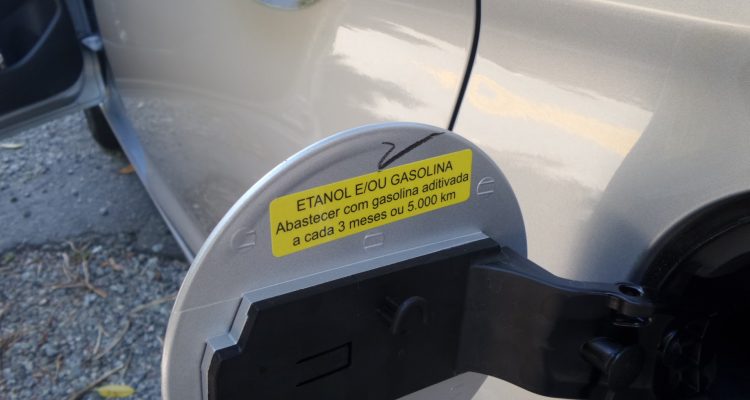 ETANOL E/OU GASOLINA
Abastecer com gasolina aditivada
a cada 3 meses ou 5.000 km